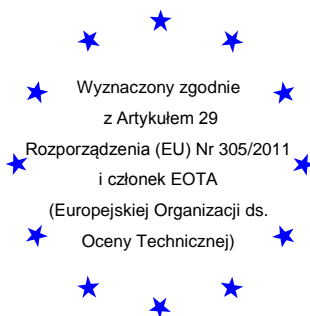 Wyznaczony zgodnie
z Artykułem 29
Rozporządzenia (EU) Nr 305/2011
i członek EOTA
(Europejskiej Organizacji ds.
Oceny Technicznej)